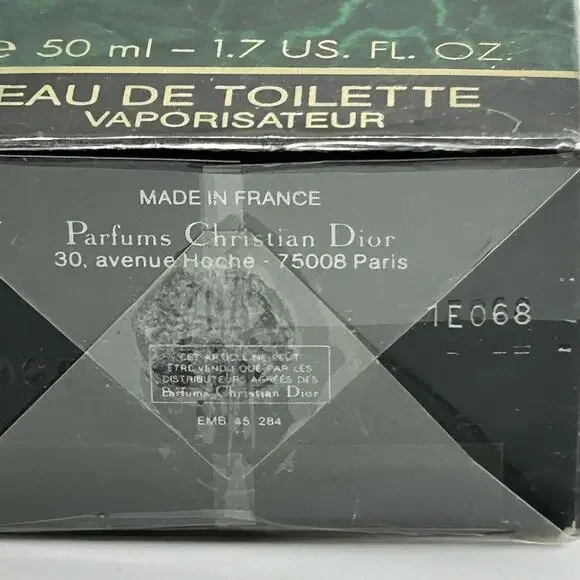 e 50 ml – 1.7 US. FL. OZ.
EAU DE TOILETTE
VAPORISATEUR
MADE IN FRANCE
Parfums Christian Dior
30, avenue Hoche - 75008 Paris
1E068
CET ARTICLE NE PEUT
ETRE VENDU QUE PAR LES
DISTRIBUTEURS AGREES DES
Parfums Christian Dior
EMB 45 284